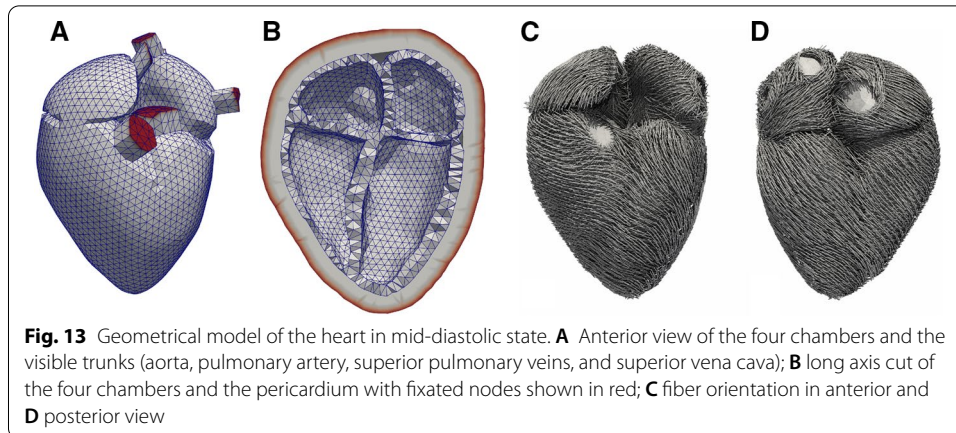 A B C D
Fig. 13 Geometrical model of the heart in mid-diastolic state. A Anterior view of the four chambers and the
visible trunks (aorta, pulmonary artery, superior pulmonary veins, and superior vena cava); B long axis cut of
the four chambers and the pericardium with fixated nodes shown in red; C fiber orientation in anterior and
D posterior view